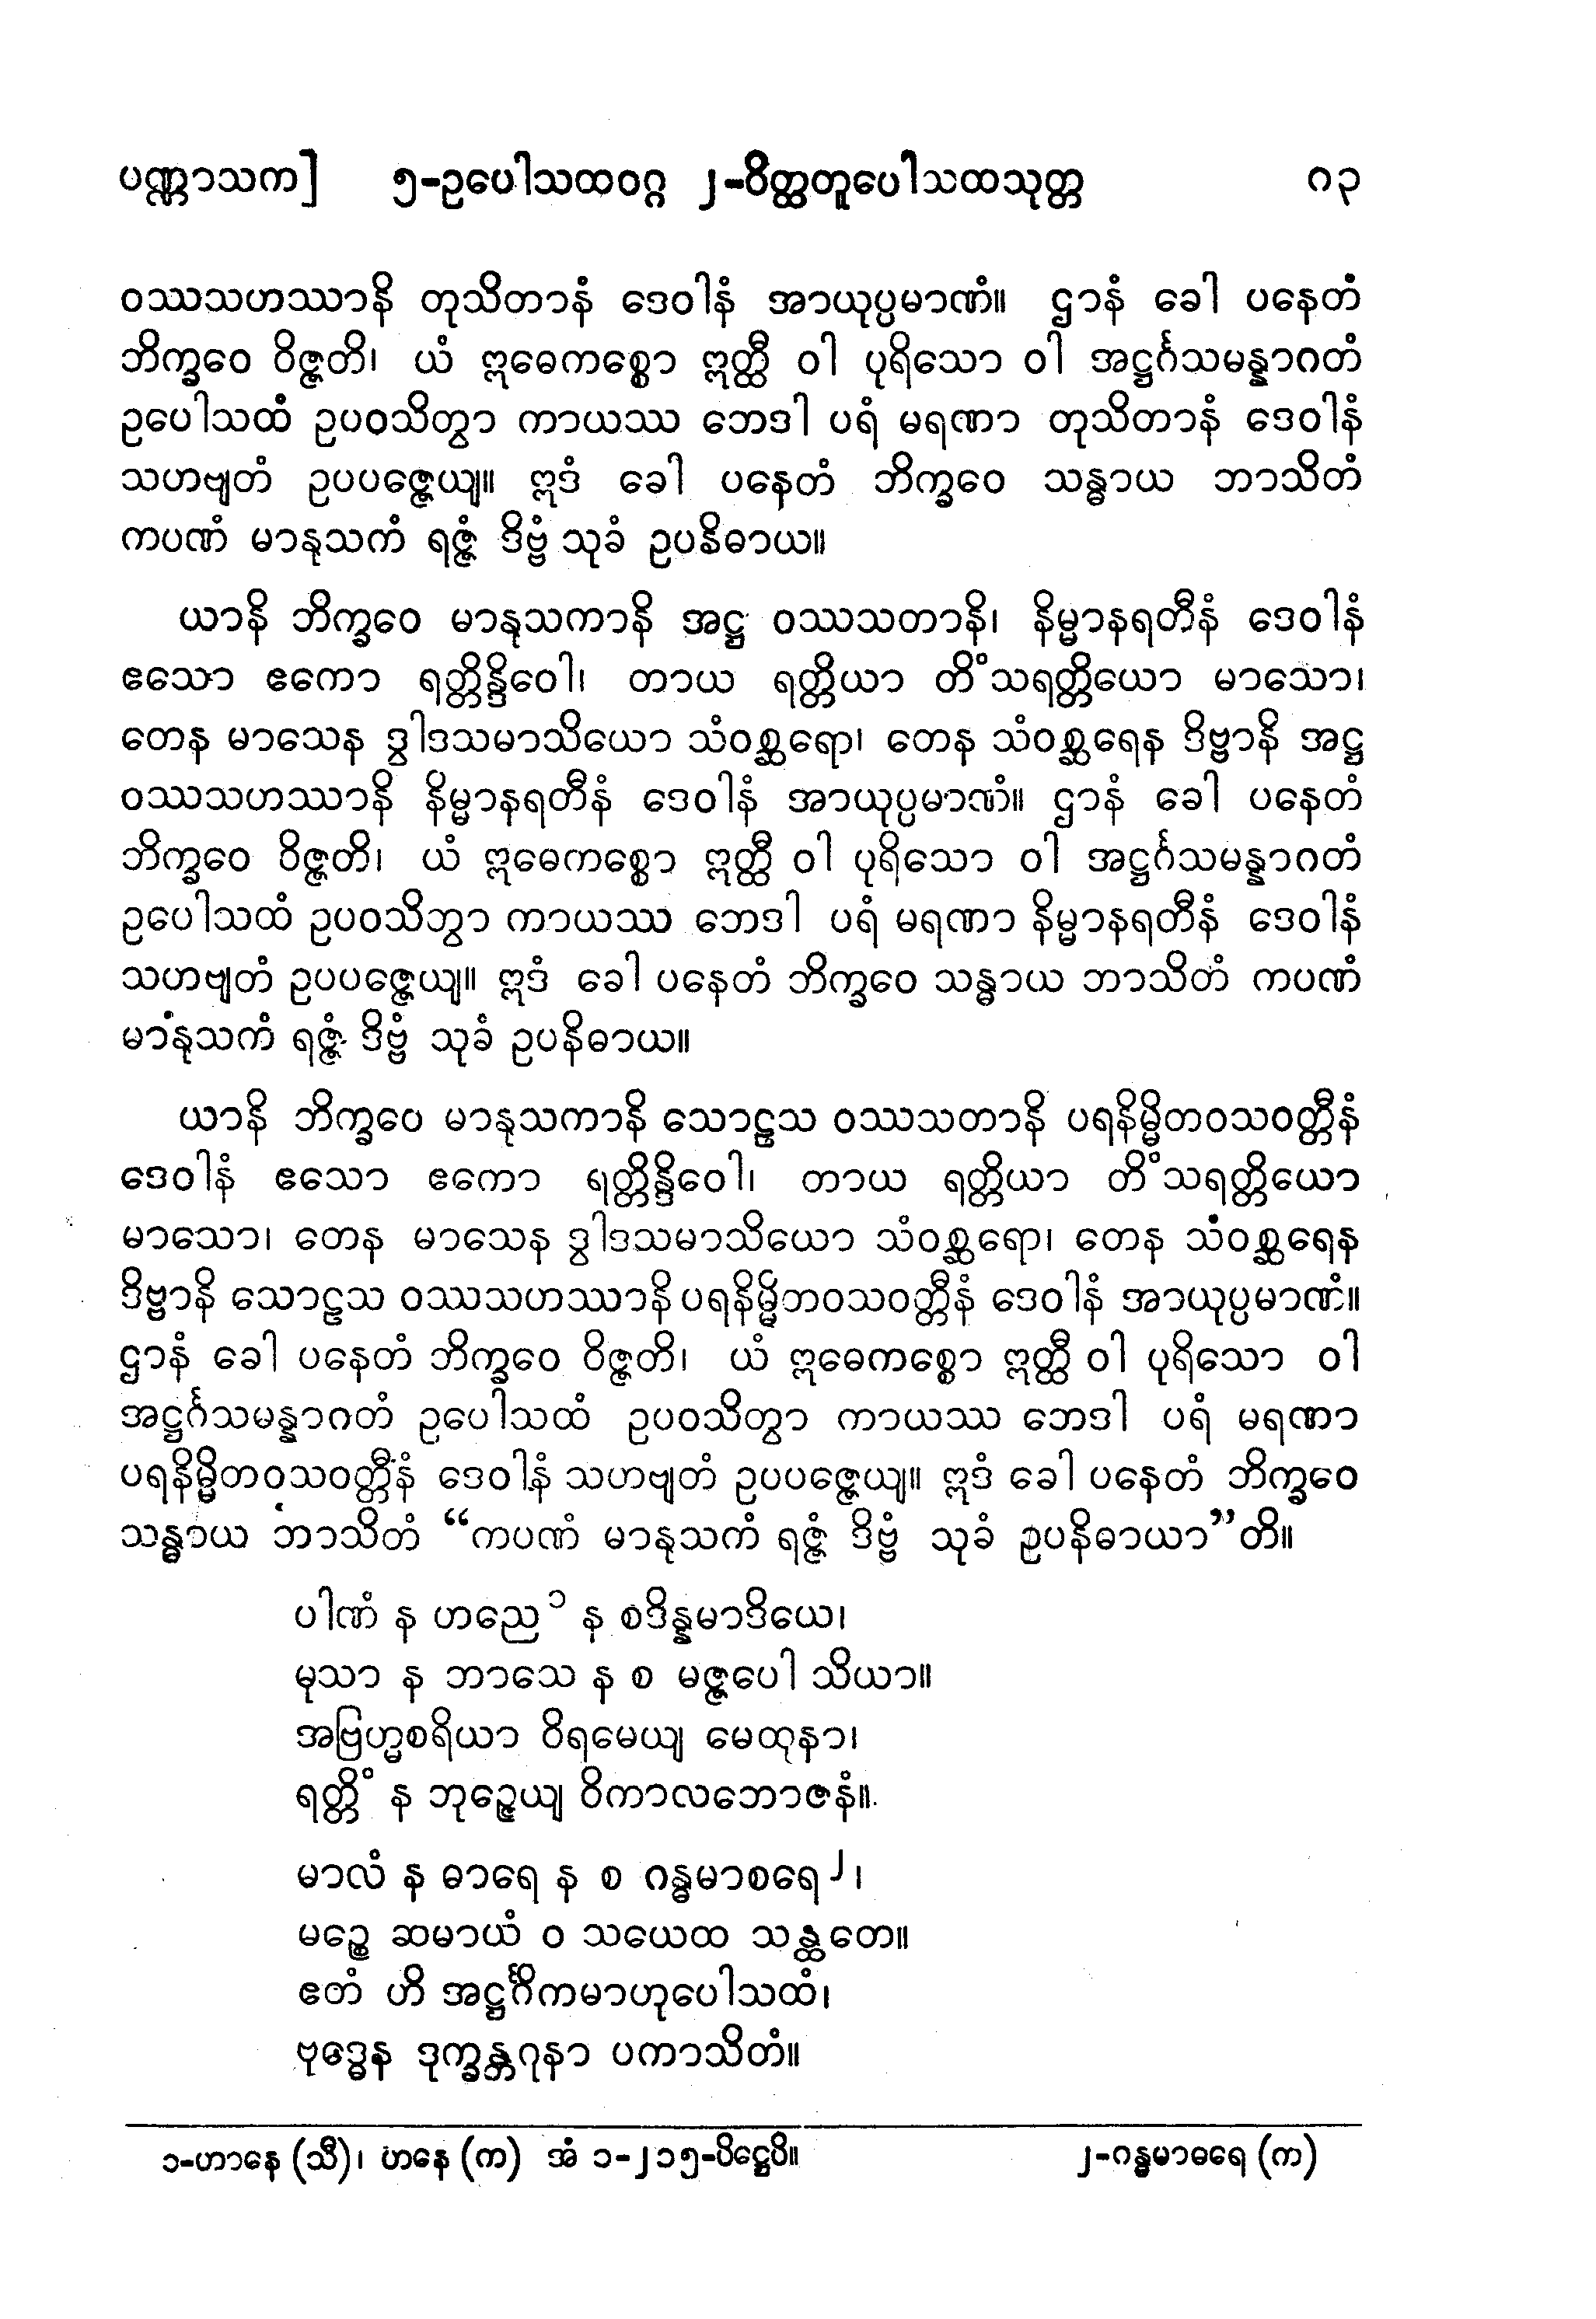 ပဏ္ဏာသက] ၅-ဥပေါသထဝဂ္ဂ ၂-ဝိတ္ထတူပေါသထသုတ္တ ဂ၃
ဝဿသဟဿာနိ တုသိတာနံ ဒေဝါနံ အာယုပ္ပမာဏံ။ ဌာနံ ခေါ ပနေတံ
ဘိက္ခဝေ ဝိဇ္ဇတိ၊ ယံ ဣဓေကစ္စော ဣတ္ထီ ဝါ ပုရိသော ဝါ အဋ္ဌင်္ဂသမန္နာဂတံ
ဥပေါသထံ ဥပဝသိတွာ ကာယဿ ဘေဒါ ပရံ မရဏာ တုသိတာနံ ဒေဝါနံ
သဟဗျတံ ဥပပဇ္ဇေယျ။ ဣဒံ ခေါ ပနေတံ ဘိက္ခဝေ သန္ဓာယ ဘာသိတံ
ကပဏံ မာနုသကံ ရဇ္ဇံ ဒိဗ္ဗံ သုခံ ဥပနိဓာယ။
ယာနိ ဘိက္ခဝေ မာနုသကာနိ အဋ္ဌ ဝဿသတာနိ၊ နိမ္မာနရတီနံ ဒေဝါနံ
ဧသော ဧကော ရတ္တိန္ဒိဝေါ၊ တာယ ရတ္တိယာ တိံသရတ္တိယော မာသော၊
တေန မာသေန ဒွါဒသမာသိယော သံဝစ္ဆရော၊ တေန သံဝစ္ဆရေန ဒိဗ္ဗာနိ အဋ္ဌ
ဝဿသဟဿာနိ နိမ္မာနရတီနံ ဒေဝါနံ အာယုပ္ပမာဏံ။ ဌာနံ ခေါ ပနေတံ
ဘိက္ခဝေ ဝိဇ္ဇတိ၊ ယံ ဣဓေကစ္စော ဣတ္ထီ ဝါ ပုရိသော ဝါ အဋ္ဌင်္ဂသမန္နာဂတံ
ဥပေါသထံ ဥပဝသိတွာ ကာယဿ ဘေဒါ ပရံ မရဏာ နိမ္မာနရတီနံ ဒေဝါနံ
သဟဗျတံ ဥပပဇ္ဇေယျ။ ဣဒံ ခေါ ပနေတံ ဘိက္ခဝေ သန္ဓာယ ဘာသိတံ ကပဏံ
မာနုသကံ ရဇ္ဇံ ဒိဗ္ဗံ သုခံ ဥပနိဓာယ။
ယာနိ ဘိက္ခဝေ မာနုသကာနိ သောဠသ ဝဿသတာနိ ပရနိမ္မိတဝသဝတ္တီနံ
ဒေဝါနံ ဧသော ဧကော ရတ္တိန္ဒိဝေါ၊ တာယ ရတ္တိယာ တိံသရတ္တိယော
မာသော၊ တေန မာသေန ဒွါဒသမာသိယော သံဝစ္ဆရော၊ တေန သံဝစ္ဆရေန
ဒိဗ္ဗာနိ သောဠသ ဝဿသဟဿာနိ ပရနိမ္မိတဝသဝတ္တီနံ ဒေဝါနံ အာယုပ္ပမာဏံ။
ဌာနံ ခေါ ပနေတံ ဘိက္ခဝေ ဝိဇ္ဇတိ၊ ယံ ဣဓေကစ္စော ဣတ္ထီ ဝါ ပုရိသော ဝါ
အဋ္ဌင်္ဂသမန္နာဂတံ ဥပေါသထံ ဥပဝသိတွာ ကာယဿ ဘေဒါ ပရံ မရဏာ
ပရနိမ္မိတဝသဝတ္တီနံ ဒေဝါနံ သဟဗျတံ ဥပပဇ္ဇေယျ။ ဣဒံ ခေါ ပနေတံ ဘိက္ခဝေ
သန္ဓာယ ဘာသိတံ “ကပဏံ မာနုသကံ ရဇ္ဇံ ဒိဗ္ဗံ သုခံ ဥပနိဓာယာ”တိ။
ပါဏံ န ဟညေ ၁ န စဒိန္နမာဒိယေ၊
မုသာ န ဘာသေ န စ မဇ္ဇပေါ သိယာ။
အဗြဟ္မစရိယာ ဝိရမေယျ မေထုနာ၊
ရတ္တိံ န ဘုဉ္ဇေယျ ဝိကာလဘောဇနံ။
မာလံ န ဓာရေ န စ ဂန္ဓမာစရေ ၂၊
မဉ္စေ ဆမာယံ ဝ သယေထ သန္ထတေ။
ဧတံ ဟိ အဋ္ဌင်္ဂိကမာဟုပေါသထံ၊
ဗုဒ္ဓေန ဒုက္ခန္တဂုနာ ပကာသိတံ။
၁-ဟာနေ (သီ)၊ ဟနေ (က) အံ ၁-၂၁၅-ပိဋ္ဌေပိ။ ၂-ဂန္ဓမာဓရေ (က)